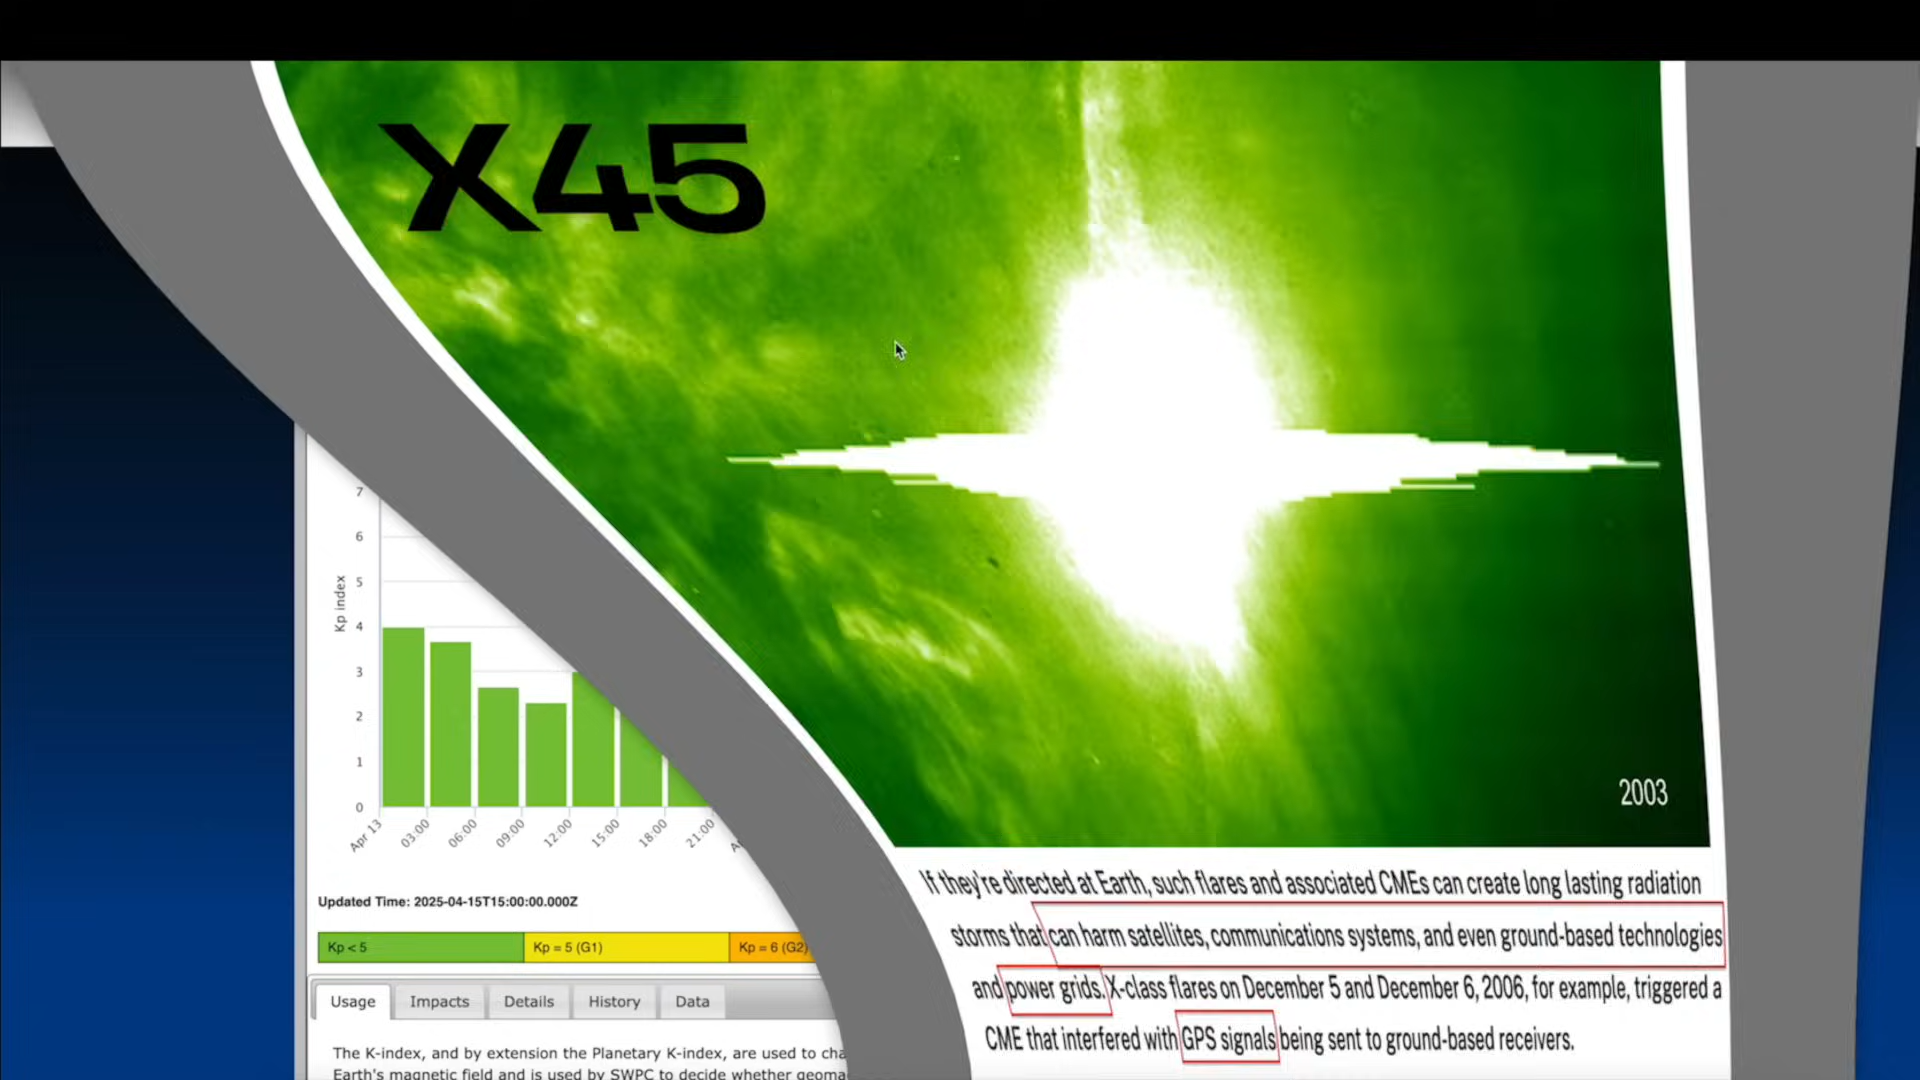 X45
2003
If they're directed at Earth, such flares and associated CMEs can create long lasting radiation
storms that can harm satellites, communications systems, and even ground-based technologies
and power grids. X-class flares on December 5 and December 6, 2006, for example, triggered a
CME that interfered with GPS signals being sent to ground-based receivers.
Kp index
7
6
5
4
3
2
1
0
Apr 13
03:00
06:00
09:00
12:00
15:00
18:00
21:00
Updated Time: 2025-04-15T15:00:00.000Z
Kp < 5
Kp = 5 (G1)
Kp = 6 (G2)
Usage
Impacts
Details
History
Data
The K-index, and by extension the Planetary K-index, are used to cha
Earth's magnetic field and is used by SWPC to decide whether geoma